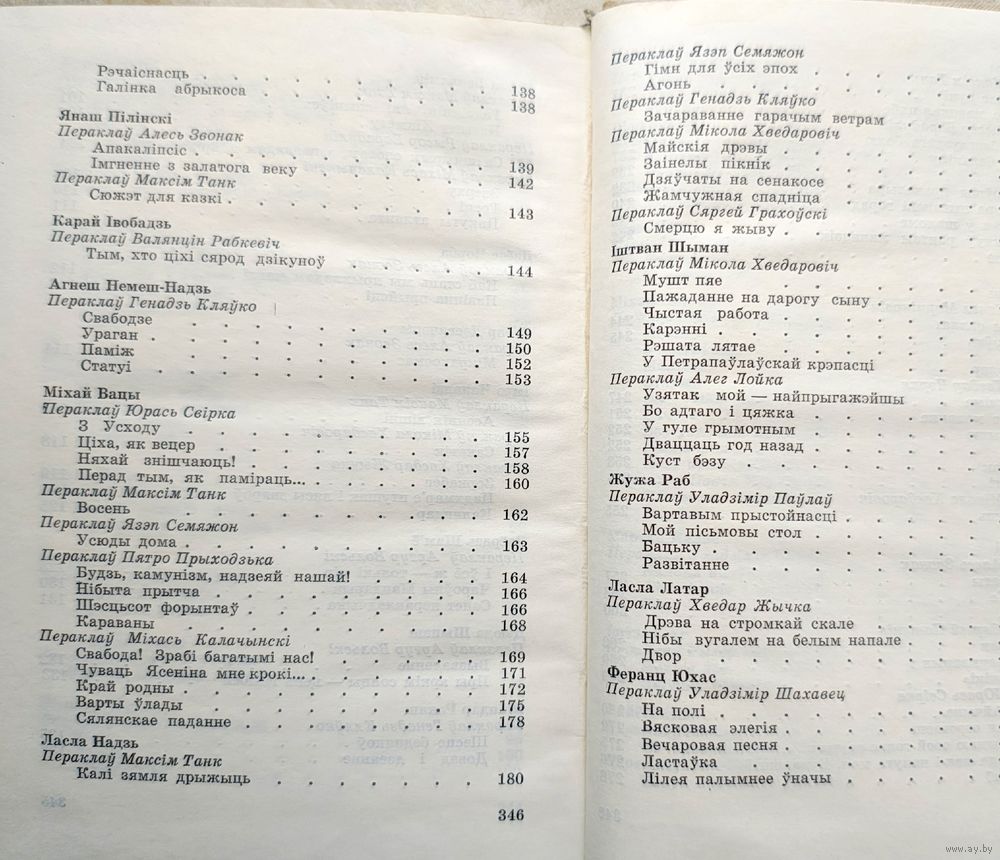 Рэчаіснасць . . . . . . . . 138
Галінка абрыкоса . . . . . . . 138
Янаш Пілінскі
Пераклаў Алесь Звонак
Апакаліпсіс . . . . . . . . 139
Імгненне з залатога веку . . . . . 142
Пераклаў Максім Танк
Сюжэт для казкі . . . . . . . 143
Карай Івобадзь
Пераклаў Валянцін Рабкевіч
Тым, хто ціхі сярод дзікуноў . . . . 144
Агнеш Немеш-Надзь
Пераклаў Генадзь Кляўко
Свабодзе . . . . . . . . 149
Ураган . . . . . . . . . 150
Паміж . . . . . . . . . 152
Статуі . . . . . . . . . 153
Міхай Вацы
Пераклаў Юрась Свірка
З Усходу . . . . . . . . 155
Ціха, як вецер . . . . . . . 157
Няхай знішчаюць! . . . . . . 158
Перад тым, як паміраць... . . . . . 160
Пераклаў Максім Танк
Восень . . . . . . . . . 162
Пераклаў Язэп Семяжон
Усюды дома . . . . . . . . 163
Пераклаў Пятро Прыходзька
Будзь, камунізм, надзеяй нашай! . . . . 164
Нібыта прытча . . . . . . . 166
Шэсцьсот форынтаў . . . . . . 166
Караваны . . . . . . . . 168
Пераклаў Міхась Калачынскі
Свабода! Зрабі багатымі нас! . . . . . 169
Чуваць Ясеніна мне крокі... . . . . . 171
Край родны . . . . . . . . 172
Варты ўлады . . . . . . . . 175
Сялянскае паданне . . . . . . 178
Ласла Надзь
Пераклаў Максім Танк
Калі зямля дрыжыць . . . . . . 180
346
Пераклаў Язэп Семяжон
Гімн для ўсіх эпох . . . .
Агонь . . . . . . .
Пераклаў Генадзь Кляўко
Зачараванне гарачым ветрам
Пераклаў Мікола Хведаровіч
Майскія дрэвы . . . . .
Заінелы пікнік . . . . .
Дзяўчаты на сенакосе . . .
Жамчужная спадніца . . . .
Пераклаў Сяргей Грахоўскі
Смерцю я жыву . . . . .
Іштван Шыман
Пераклаў Мікола Хведаровіч
Мушт пяе . . . . . .
Пажаданне на дарогу сыну . . .
Чыстая работа . . . . .
Карэнні . . . . . . .
Рэшата лятае . . . . .
У Петрапаўлаўскай крэпасці . .
Пераклаў Алег Лойка
Узятак мой — найпрыгажэйшы .
Бо адтаго і цяжка . . . . .
У гуле грымотным . . . .
Дваццаць год назад . . . .
Куст бэзу . . . . . .
Жужа Раб
Пераклаў Уладзімір Паўлаў
Вартавым прыстойнасці . . . .
Мой пісьмовы стол . . . .
Бацьку . . . . . . .
Развітанне . . . . . .
Ласла Латар
Пераклаў Хведар Жычка
Дрэва на стромкай скале . . .
Нібы вугалем на белым папале .
Двор . . . . . . .
Феранц Юхас
Пераклаў Уладзімір Шахавец
На полі . . . . . . .
Вясковая элегія . . . . .
Вечаровая песня . . . . .
Ластаўка . . . . . .
Лілея палымнее ўначы . . . .
www.ay.by